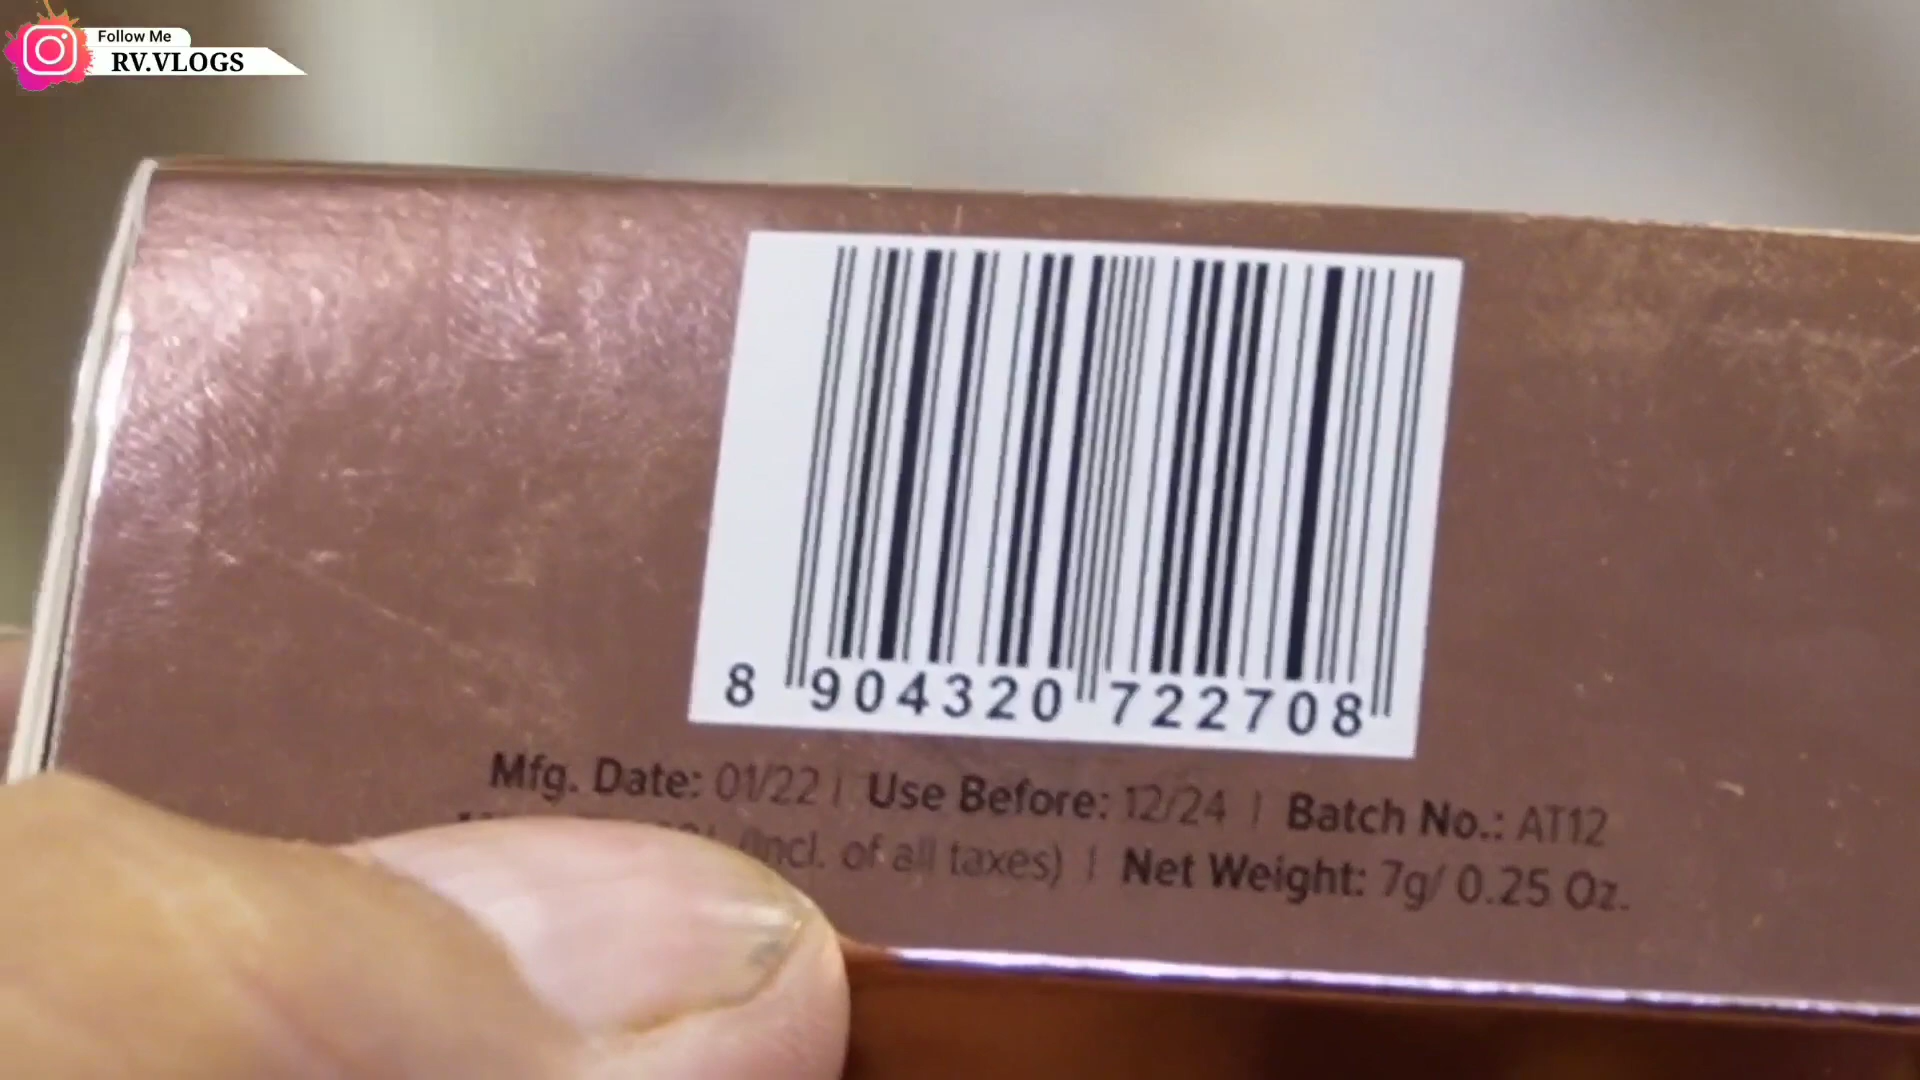 Follow Me
RV.VLOGS
8 904320 722708
Mfg. Date: 01/22 | Use Before: 12/24 | Batch No.: AT12
(Incl. of all taxes) | Net Weight: 7g/ 0.25 Oz.